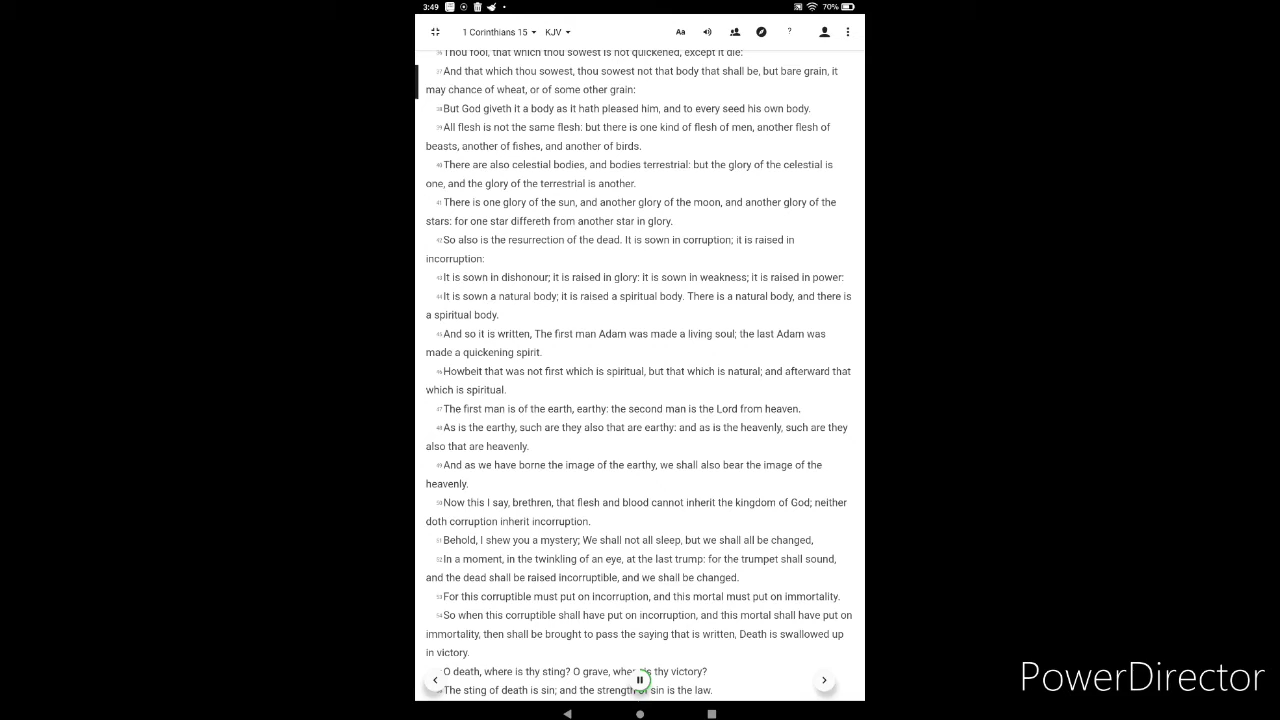 3:49
70%
1 Corinthians 15 KJV Aa ?
36Thou fool, that which thou sowest is not quickened, except it die:
37And that which thou sowest, thou sowest not that body that shall be, but bare grain, it
may chance of wheat, or of some other grain:
38But God giveth it a body as it hath pleased him, and to every seed his own body.
39All flesh is not the same flesh: but there is one kind of flesh of men, another flesh of
beasts, another of fishes, and another of birds.
40There are also celestial bodies, and bodies terrestrial: but the glory of the celestial is
one, and the glory of the terrestrial is another.
41There is one glory of the sun, and another glory of the moon, and another glory of the
stars: for one star differeth from another star in glory.
42So also is the resurrection of the dead. It is sown in corruption; it is raised in
incorruption:
43It is sown in dishonour; it is raised in glory: it is sown in weakness; it is raised in power:
44It is sown a natural body; it is raised a spiritual body. There is a natural body, and there is
a spiritual body.
45And so it is written, The first man Adam was made a living soul; the last Adam was
made a quickening spirit.
46Howbeit that was not first which is spiritual, but that which is natural; and afterward that
which is spiritual.
47The first man is of the earth, earthy: the second man is the Lord from heaven.
48As is the earthy, such are they also that are earthy: and as is the heavenly, such are they
also that are heavenly.
49And as we have borne the image of the earthy, we shall also bear the image of the
heavenly.
50Now this I say, brethren, that flesh and blood cannot inherit the kingdom of God; neither
doth corruption inherit incorruption.
51Behold, I shew you a mystery; We shall not all sleep, but we shall all be changed,
52In a moment, in the twinkling of an eye, at the last trump: for the trumpet shall sound,
and the dead shall be raised incorruptible, and we shall be changed.
53For this corruptible must put on incorruption, and this mortal must put on immortality.
54So when this corruptible shall have put on incorruption, and this mortal shall have put on
immortality, then shall be brought to pass the saying that is written, Death is swallowed up
in victory.
O death, where is thy sting? O grave, where is thy victory?
The sting of death is sin; and the strength of sin is the law.
PowerDirector